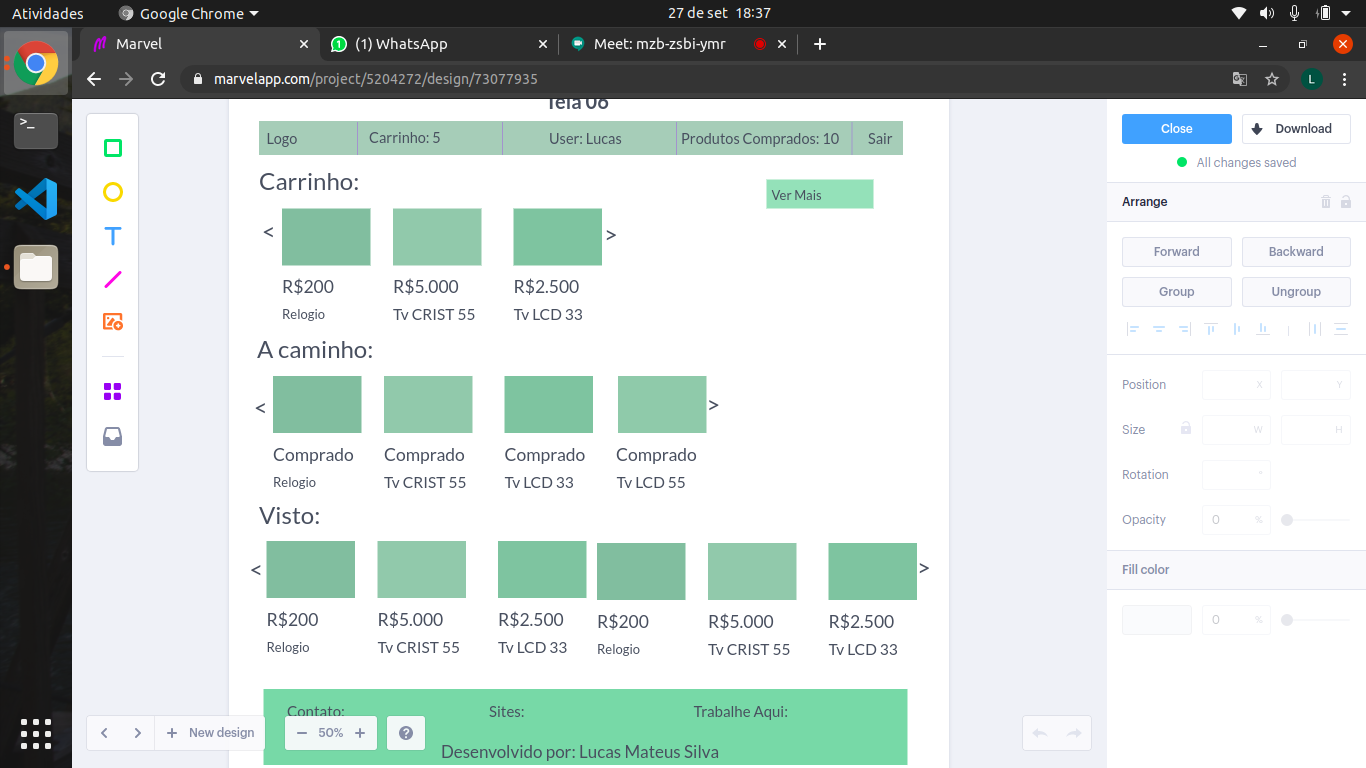 Atividades
Google Chrome
27 de set 18:37
Marvel
(1) WhatsApp
Meet: mzb-zsbi-ymr
marvelapp.com/project/5204272/design/73077935
L
Tela 06
Logo
Carrinho: 5
User: Lucas
Produtos Comprados: 10
Sair
Carrinho:
Ver Mais
< >
R$200 R$5.000 R$2.500
Relogio Tv CRIST 55 Tv LCD 33
A caminho:
< >
Comprado Comprado Comprado Comprado
Relogio Tv CRIST 55 Tv LCD 33 Tv LCD 55
Visto:
< >
R$200 R$5.000 R$2.500 R$200 R$5.000 R$2.500
Relogio Tv CRIST 55 Tv LCD 33 Relogio Tv CRIST 55 Tv LCD 33
Contato: Sites: Trabalhe Aqui:
Desenvolvido por: Lucas Mateus Silva
+ New design
− 50% +
?
Close
Download
All changes saved
Arrange
Forward
Backward
Group
Ungroup
Position X Y
Size W H
Rotation °
Opacity 0 %
Fill color
0 %